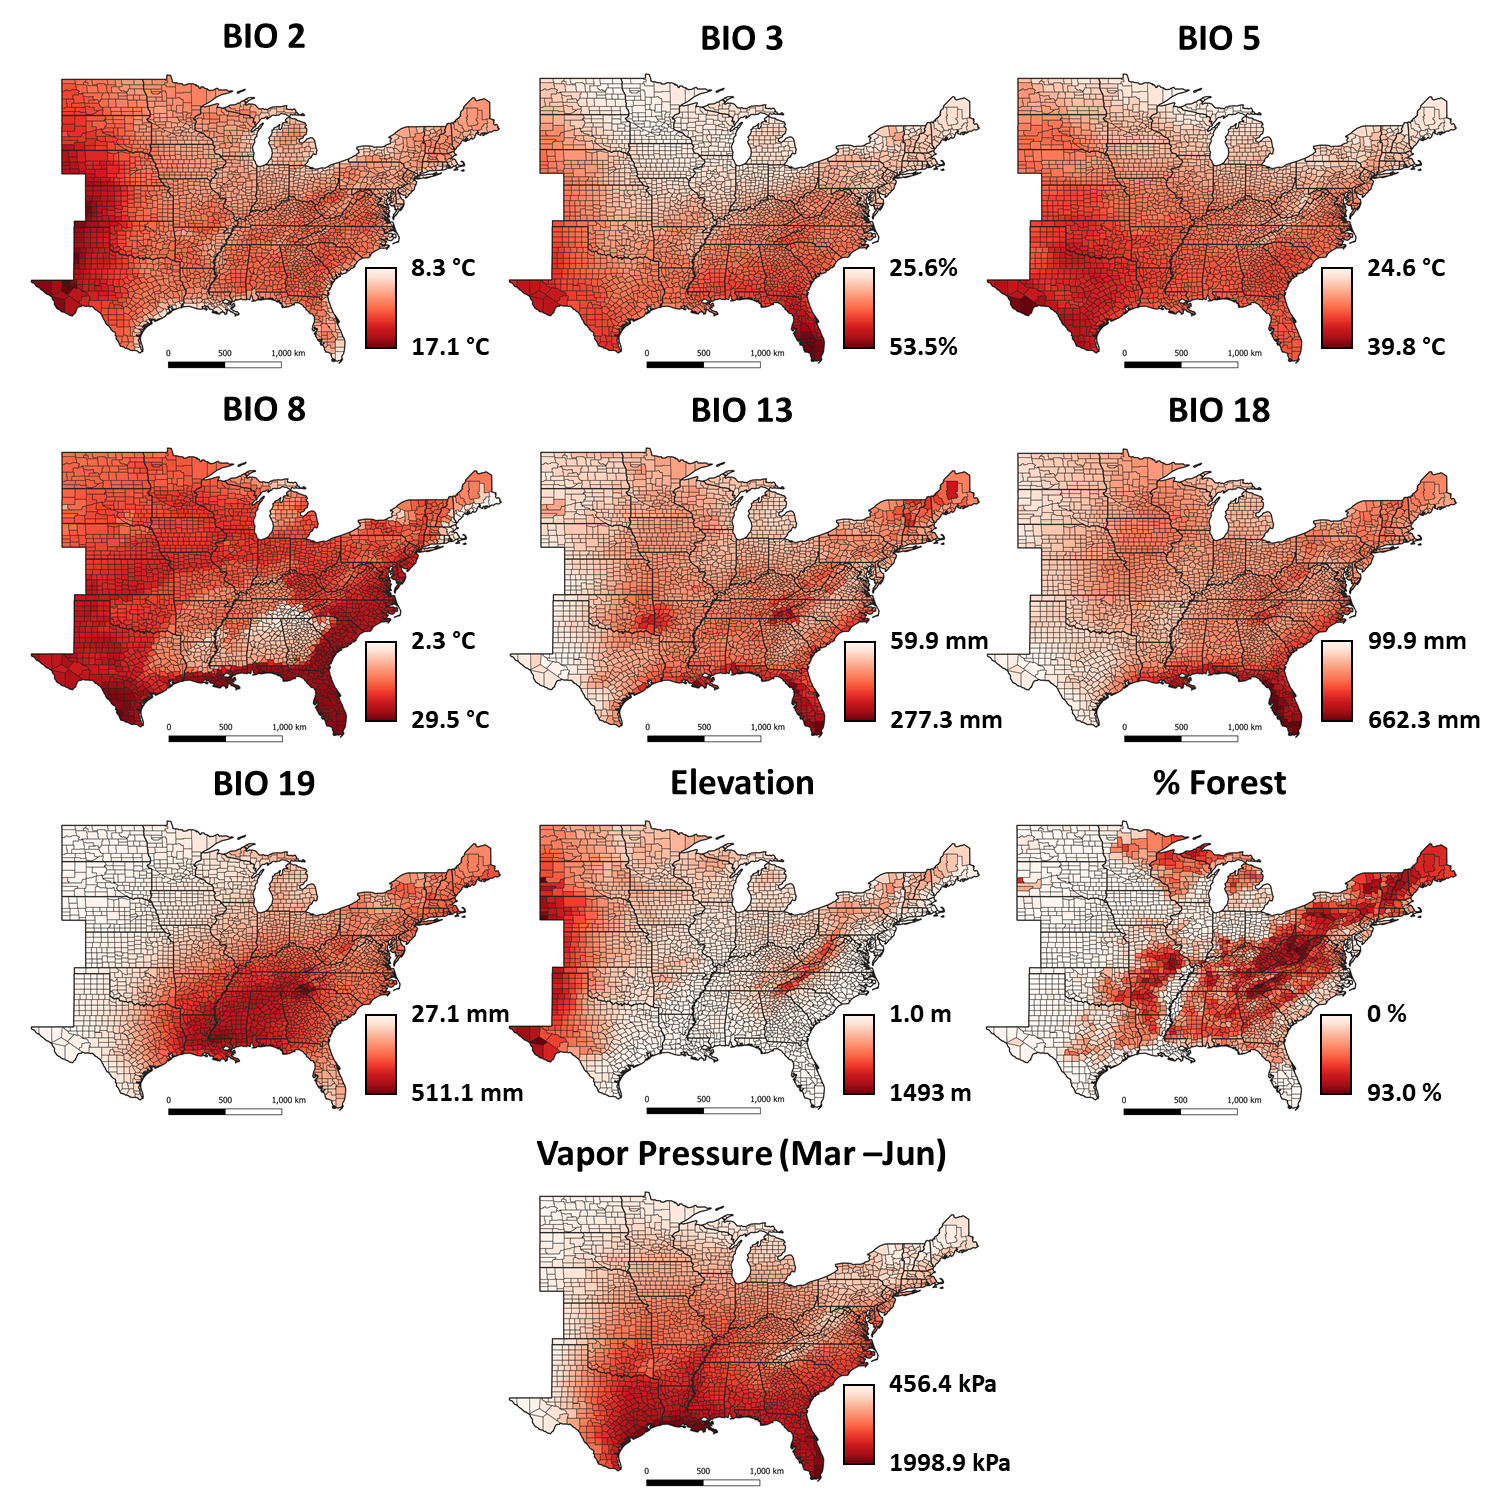 BIO 2
BIO 3
BIO 5
8.3 °C
17.1 °C
0 500 1,000 km
25.6%
53.5%
0 500 1,000 km
24.6 °C
39.8 °C
0 500 1,000 km
BIO 8
BIO 13
BIO 18
2.3 °C
29.5 °C
0 500 1,000 km
59.9 mm
277.3 mm
0 500 1,000 km
99.9 mm
662.3 mm
0 500 1,000 km
BIO 19
Elevation
% Forest
27.1 mm
511.1 mm
0 500 1,000 km
1.0 m
1493 m
0 500 1,000 km
0 %
93.0 %
0 500 1,000 km
Vapor Pressure (Mar –Jun)
456.4 kPa
1998.9 kPa
0 500 1,000 km